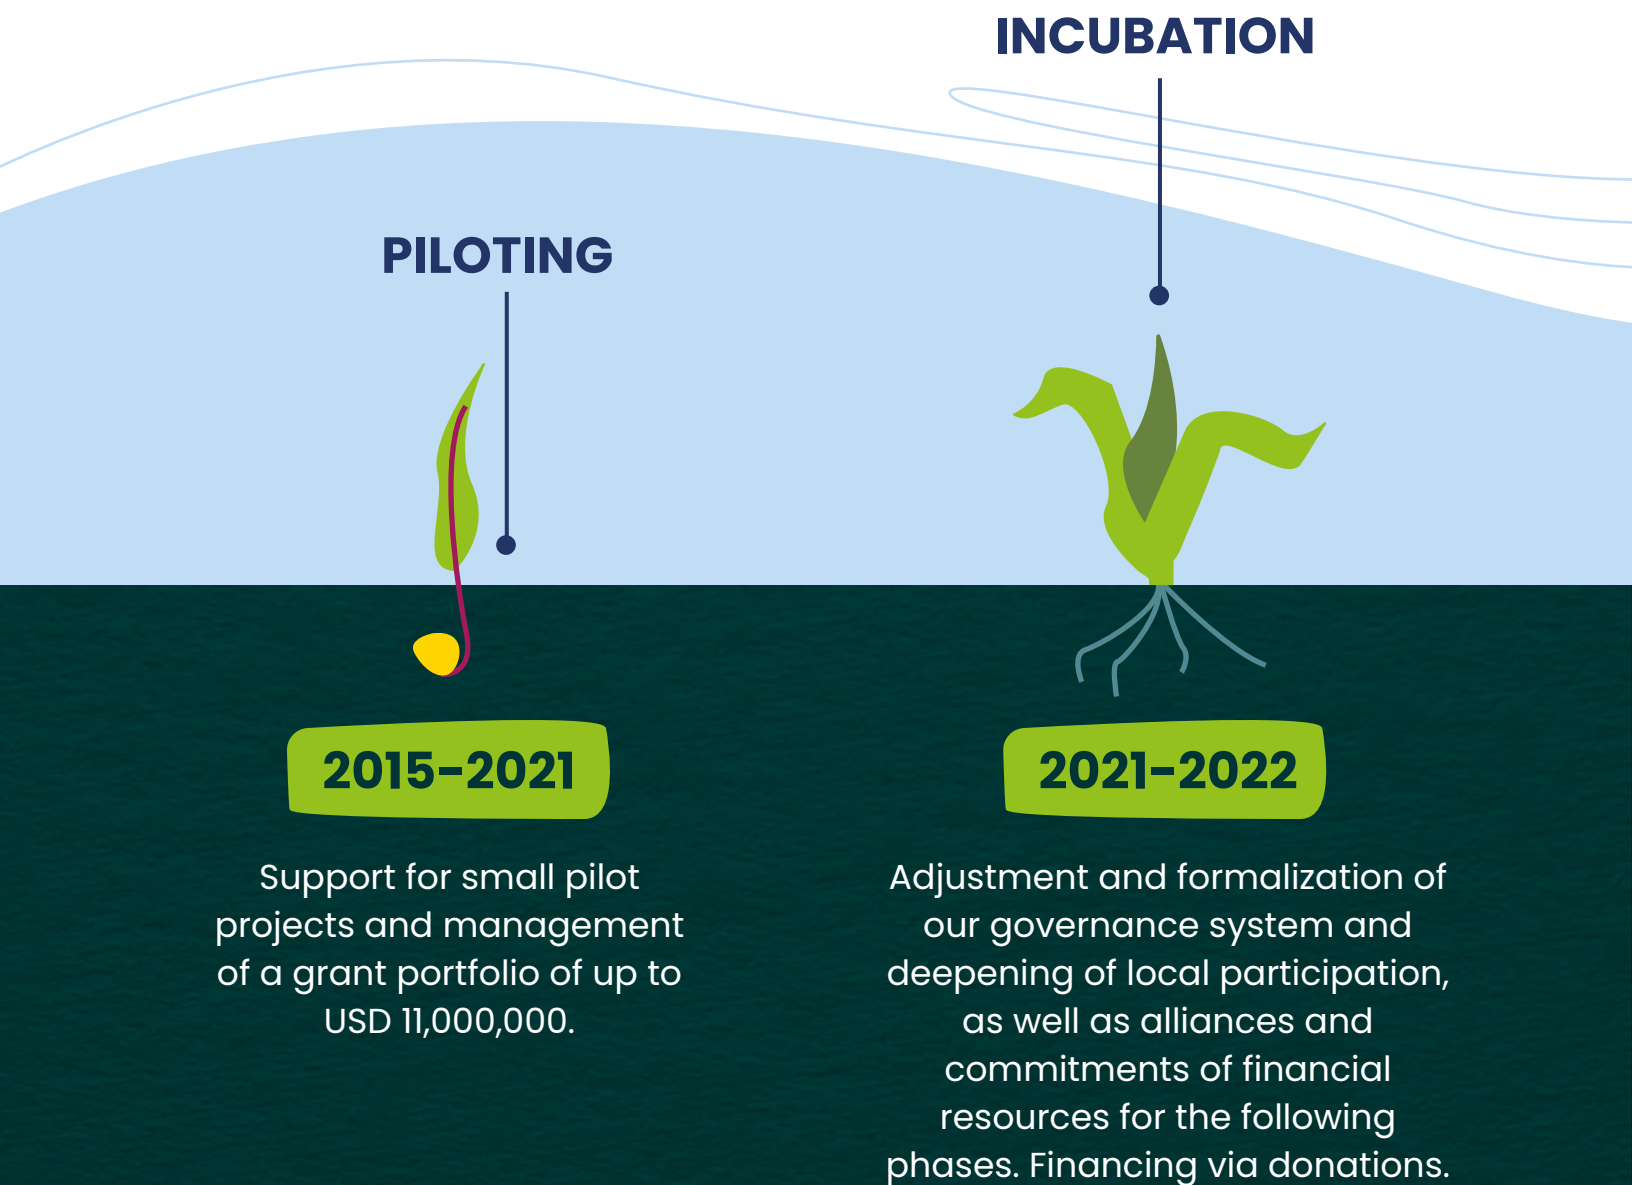 INCUBATION
PILOTING
2015–2021
Support for small pilot
projects and management
of a grant portfolio of up to
USD 11,000,000.
2021–2022
Adjustment and formalization of
our governance system and
deepening of local participation,
as well as alliances and
commitments of financial
resources for the following
phases. Financing via donations.